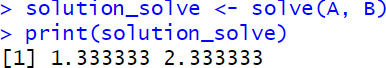 > solution_solve <- solve(A, B)
> print(solution_solve)
[1] 1.333333 2.333333